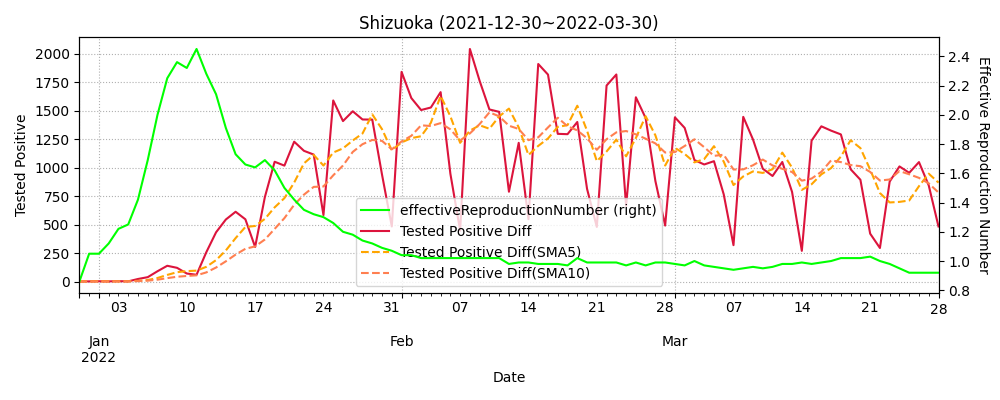 Shizuoka (2021-12-30~2022-03-30)
Tested Positive
2000
1750
1500
1250
1000
750
500
250
0
2.4
2.2
2.0
1.8
1.6
1.4
1.2
1.0
0.8
Effective Reproduction Number
effectiveReproductionNumber (right)
Tested Positive Diff
Tested Positive Diff(SMA5)
Tested Positive Diff(SMA10)
03 10 17 24 31 07 14 21 28 07 14 21 28
Jan Feb Mar
2022
Date